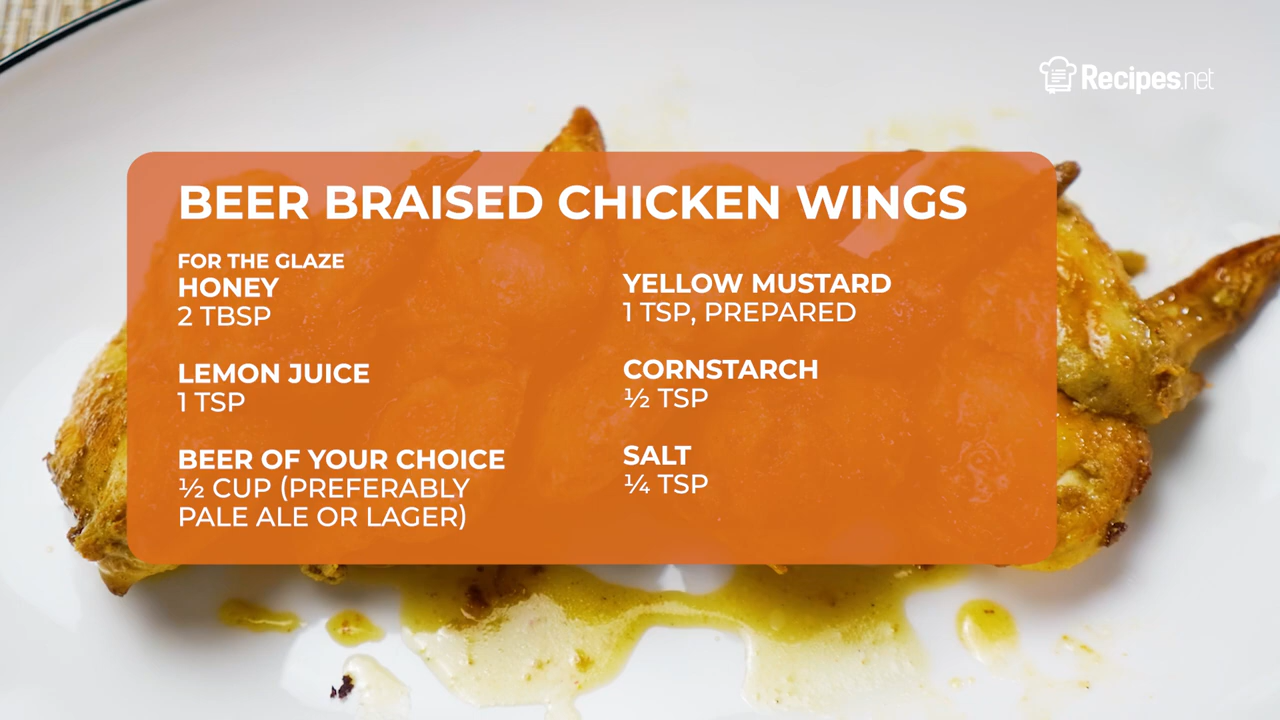 Recipes.net
BEER BRAISED CHICKEN WINGS
FOR THE GLAZE
HONEY
2 TBSP
LEMON JUICE
1 TSP
BEER OF YOUR CHOICE
½ CUP (PREFERABLY
PALE ALE OR LAGER)
YELLOW MUSTARD
1 TSP, PREPARED
CORNSTARCH
½ TSP
SALT
¼ TSP